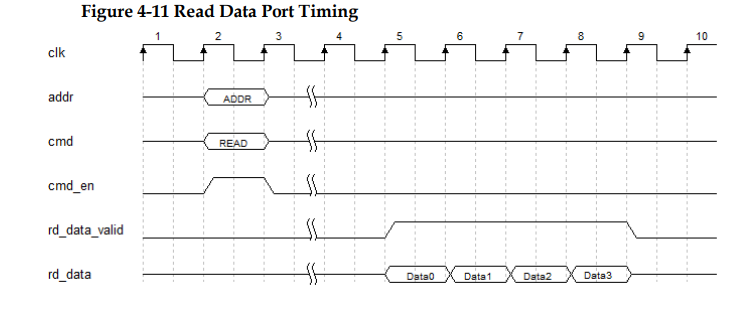 Figure 4-11 Read Data Port Timing
1 2 3 4 5 6 7 8 9 10
clk
addr ADDR
cmd READ
cmd_en
rd_data_valid
rd_data Data0 Data1 Data2 Data3